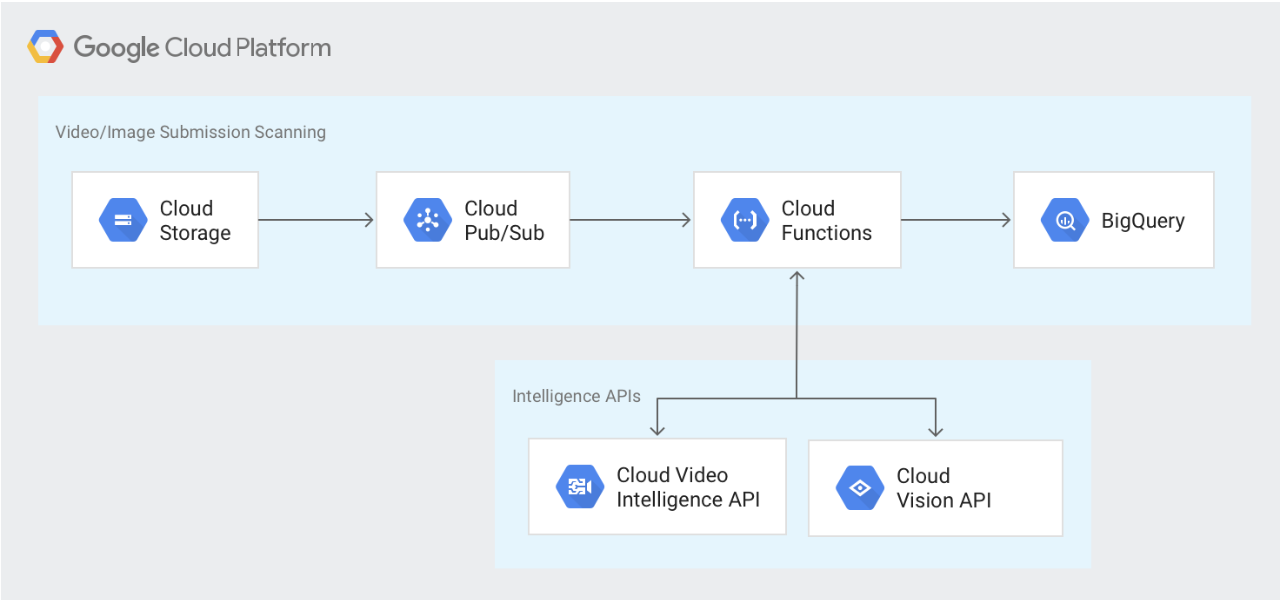 Google Cloud Platform
Video/Image Submission Scanning
Cloud
Storage
Cloud
Pub/Sub
Cloud
Functions
BigQuery
Intelligence APIs
Cloud Video
Intelligence API
Cloud
Vision API